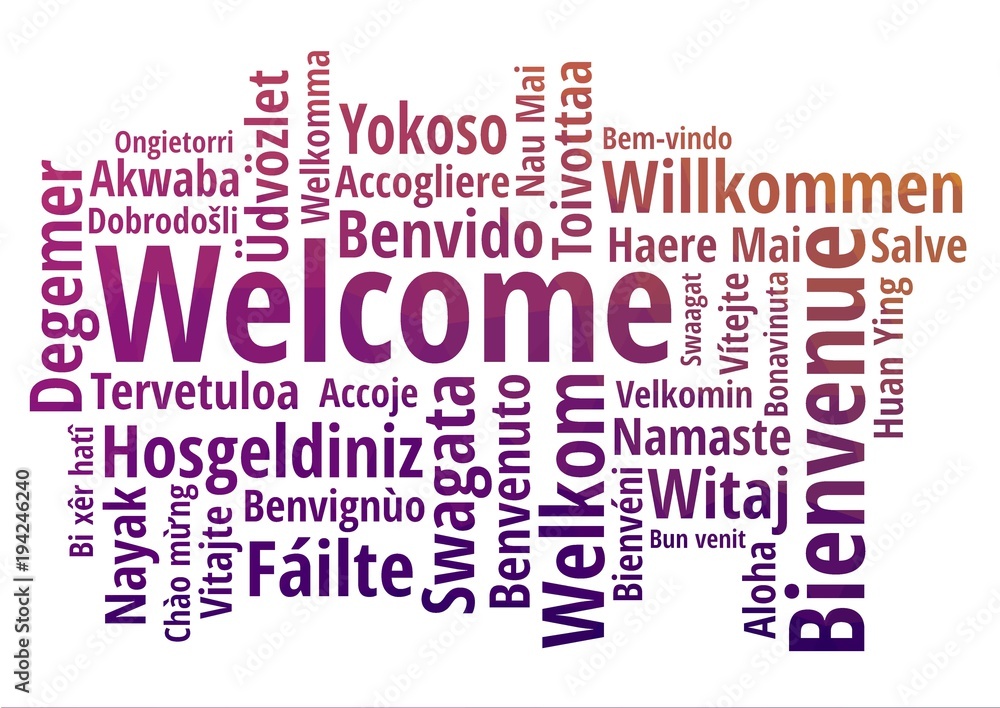 Ongietorri
Akwaba
Dobrodošli
Degemer
Üdvözlet
Welkomma
Yokoso
Accogliere
Benvido
Nau Mai
Toivottaa
Bem-vindo
Willkommen
Haere Mai
Salve
Welcome
Swaagat
Vítejte
Bonavinuta
Bienvenue
Huan Ying
Tervetuloa
Accoje
Velkomin
Namaste
Hosgeldiniz
Swagata
Benvenuto
Welkom
Witaj
Bi xêr hatî
Nayak
Chào mừng
Vitajte
Benvignùo
Fáilte
Bienvéni
Bun venit
Aloha
Adobe Stock | #194246240